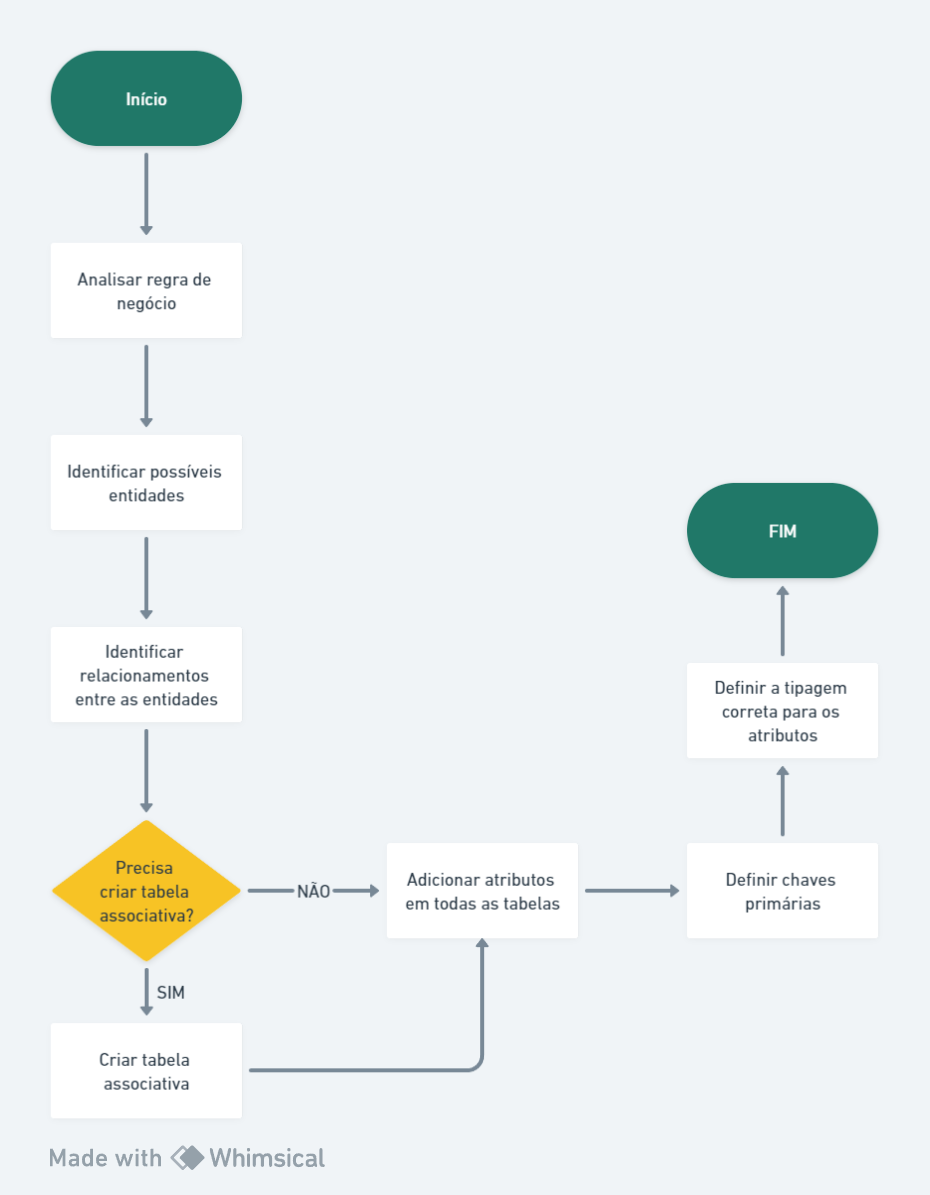 Início
Analisar regra de
negócio
Identificar possíveis
entidades
Identificar
relacionamentos
entre as entidades
Precisa
criar tabela
associativa?
NÃO
SIM
Criar tabela
associativa
Adicionar atributos
em todas as tabelas
Definir chaves
primárias
Definir a tipagem
correta para os
atributos
FIM
Made with Whimsical